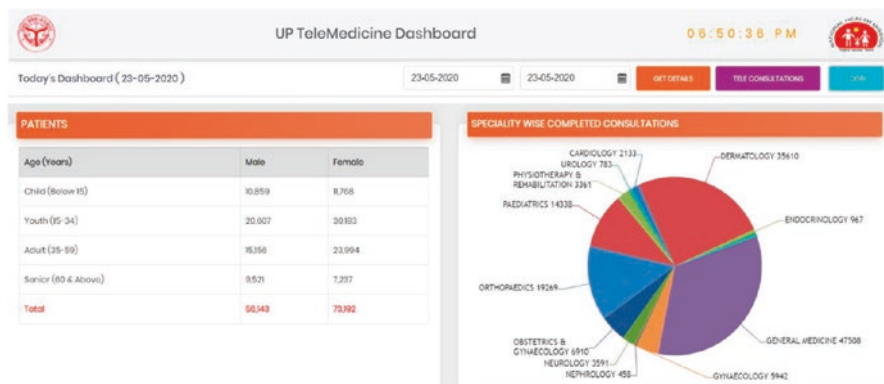 UP TeleMedicine Dashboard
06:50:36 PM
Today's Dashboard ( 23-05-2020 )
23-05-2020
23-05-2020
GET DETAILS
TELE CONSULTATIONS
PATIENTS
Age (Years) Male Female
Child (Below 15) 10,859 11,768
Youth (15-34) 20,607 30,193
Adult (35-59) 15,156 23,994
Senior (60 & Above) 9,521 7,237
Total 56,143 73,192
SPECIALITY WISE COMPLETED CONSULTATIONS
CARDIOLOGY 2133
UROLOGY 783
PHYSIOTHERAPY &
REHABILITATION 3361
PAEDIATRICS 14338
ORTHOPAEDICS 19269
OBSTETRICS &
GYNAECOLOGY 6910
NEUROLOGY 3591
NEPHROLOGY 458
DERMATOLOGY 35610
ENDOCRINOLOGY 967
GENERAL MEDICINE 47508
GYNAECOLOGY 5942